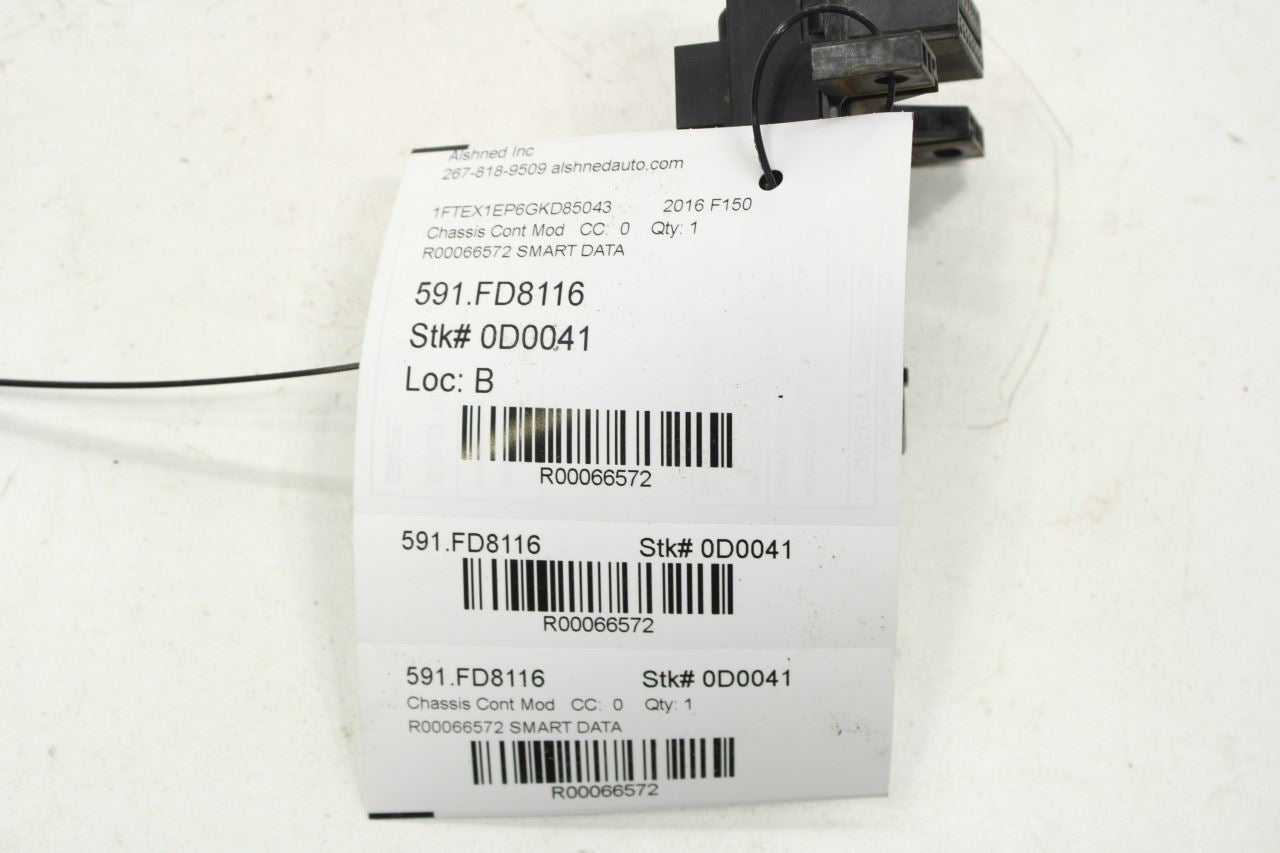 Alshned Inc
267-818-9509 alshnedauto.com
1FTEX1EP6GKD85043 2016 F150
Chassis Cont Mod CC: 0 Qty: 1
R00066572 SMART DATA
591.FD8116
Stk# 0D0041
Loc: B
R00066572
591.FD8116 Stk# 0D0041
R00066572
591.FD8116 Stk# 0D0041
Chassis Cont Mod CC: 0 Qty: 1
R00066572 SMART DATA
R00066572